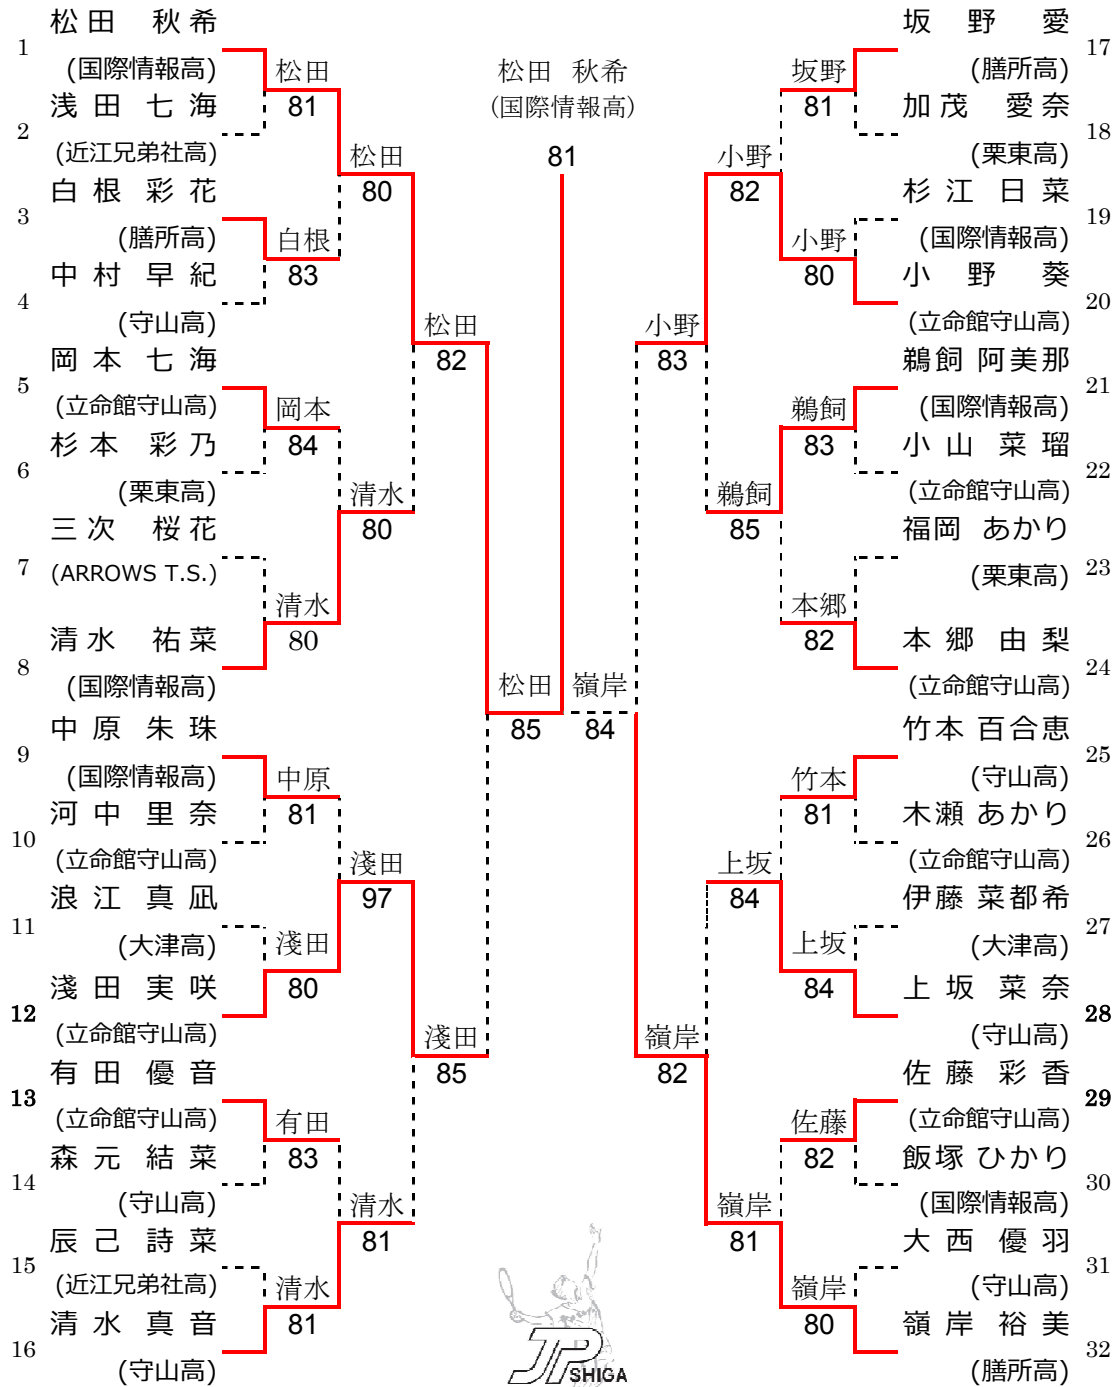 松田 秋希
1
(国際情報高)
松田
81
浅田 七海
2
(近江兄弟社高)
松田
80
白根 彩花
3
(膳所高)
白根
83
中村 早紀
4
(守山高)
松田
82
岡本 七海
5
(立命館守山高)
岡本
84
杉本 彩乃
6
(栗東高)
清水
80
三次 桜花
7
(ARROWS T.S.)
清水
80
清水 祐菜
8
(国際情報高)
松田
85
中原 朱珠
9
(国際情報高)
中原
81
河中 里奈
10
(立命館守山高)
淺田
97
浪江 真凪
11
(大津高)
淺田
80
淺田 実咲
12
(立命館守山高)
淺田
85
有田 優音
13
(立命館守山高)
有田
83
森元 結菜
14
(守山高)
清水
81
辰己 詩菜
15
(近江兄弟社高)
清水
81
清水 真音
16
(守山高)
松田 秋希
(国際情報高)
81
嶺岸
84
坂野 愛
17
(膳所高)
坂野
81
加茂 愛奈
18
(栗東高)
小野
82
杉江 日菜
19
(国際情報高)
小野
80
小野 葵
20
(立命館守山高)
小野
83
鵜飼 阿美那
21
(国際情報高)
鵜飼
83
小山 菜瑠
22
(立命館守山高)
鵜飼
85
福岡 あかり
23
(栗東高)
本郷
82
本郷 由梨
24
(立命館守山高)
竹本 百合恵
25
(守山高)
竹本
81
木瀬 あかり
26
(立命館守山高)
上坂
84
伊藤 菜都希
27
(大津高)
上坂
84
上坂 菜奈
28
(守山高)
嶺岸
82
佐藤 彩香
29
(立命館守山高)
佐藤
82
飯塚 ひかり
30
(国際情報高)
嶺岸
81
大西 優羽
31
(守山高)
嶺岸
80
嶺岸 裕美
32
(膳所高)
JP
SHIGA